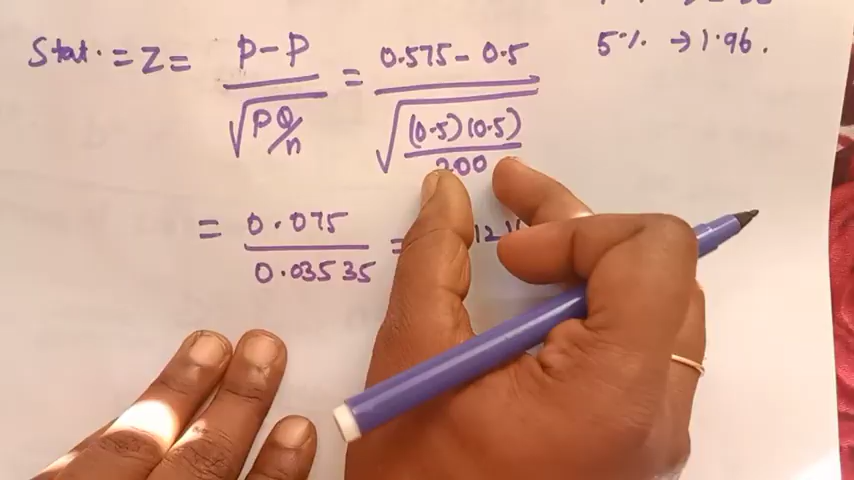 5% → 1.96.
Stat. = Z = P - P / √PQ/n = 0.575 - 0.5 / √(0.5)(0.5) / 200
= 0.075 / 0.03535 =